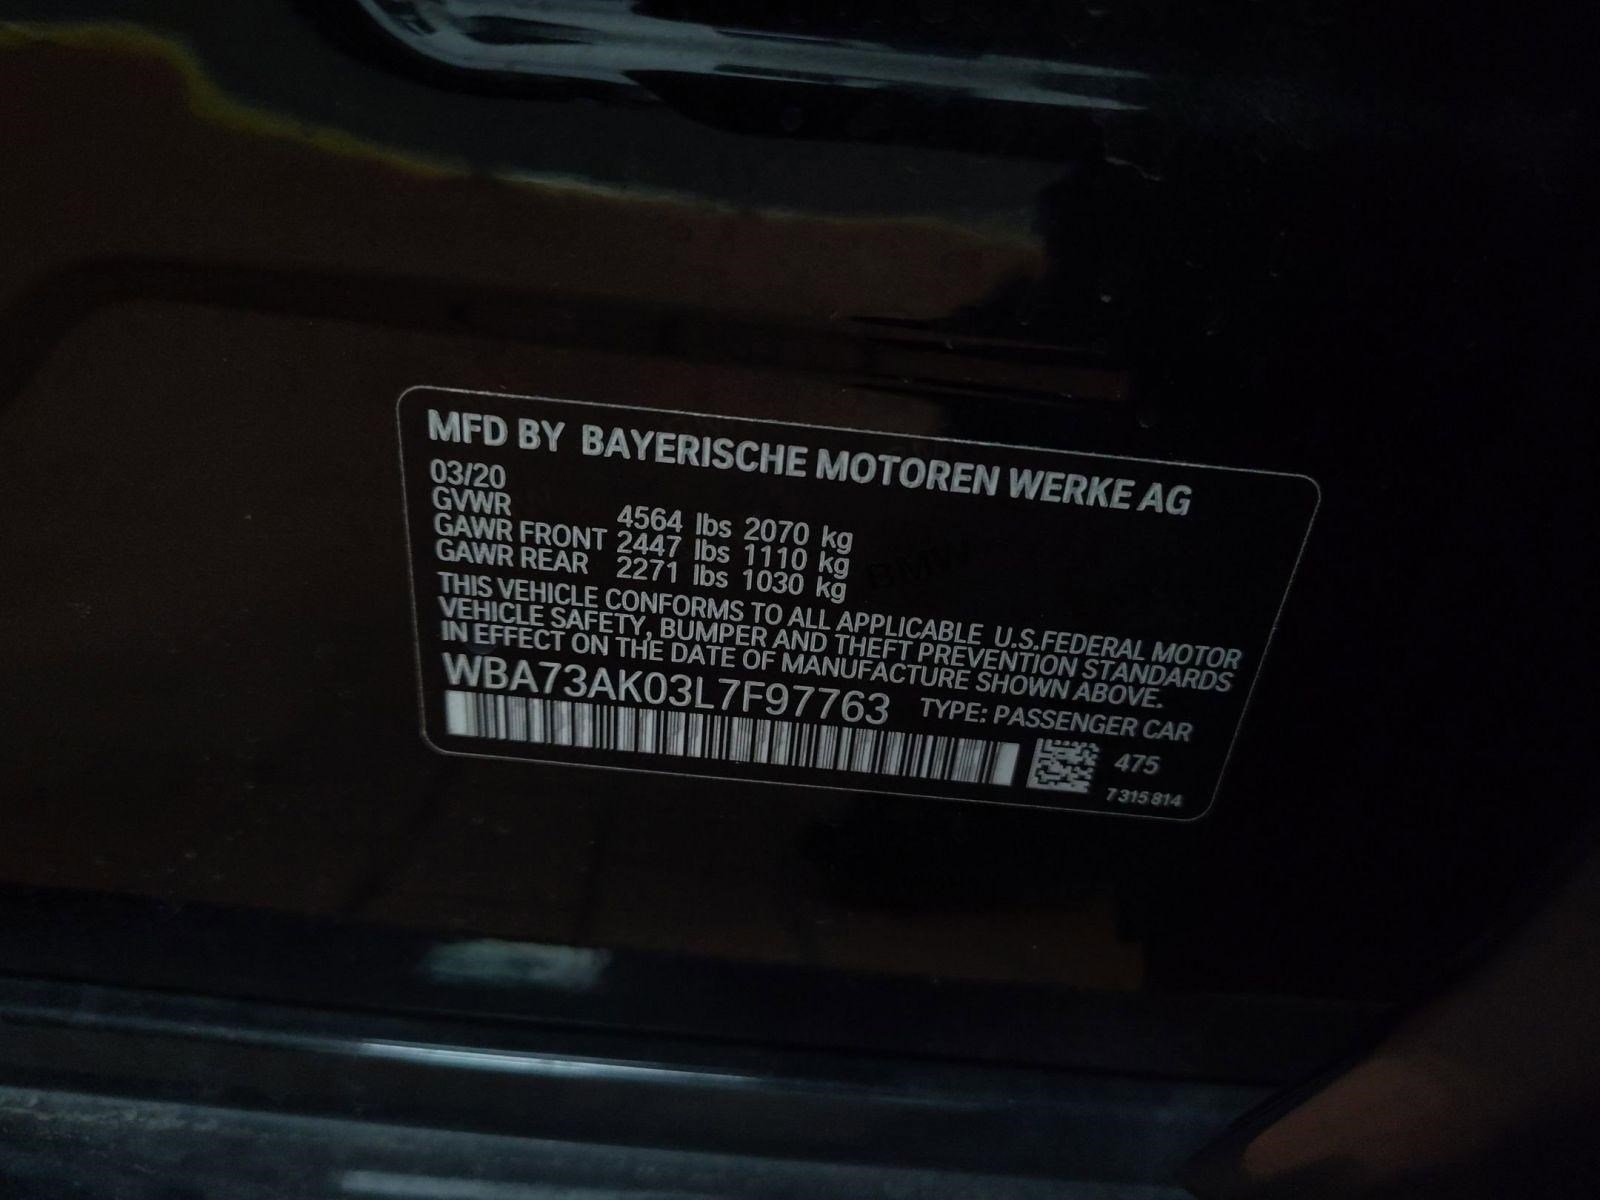 MFD BY BAYERISCHE MOTOREN WERKE AG
03/20
GVWR 4564 lbs 2070 kg
GAWR FRONT 2447 lbs 1110 kg
GAWR REAR 2271 lbs 1030 kg
THIS VEHICLE CONFORMS TO ALL APPLICABLE U.S.FEDERAL MOTOR
VEHICLE SAFETY, BUMPER AND THEFT PREVENTION STANDARDS
IN EFFECT ON THE DATE OF MANUFACTURE SHOWN ABOVE.
WBA73AK03L7F97763 TYPE: PASSENGER CAR
475
7 315 814
BMW